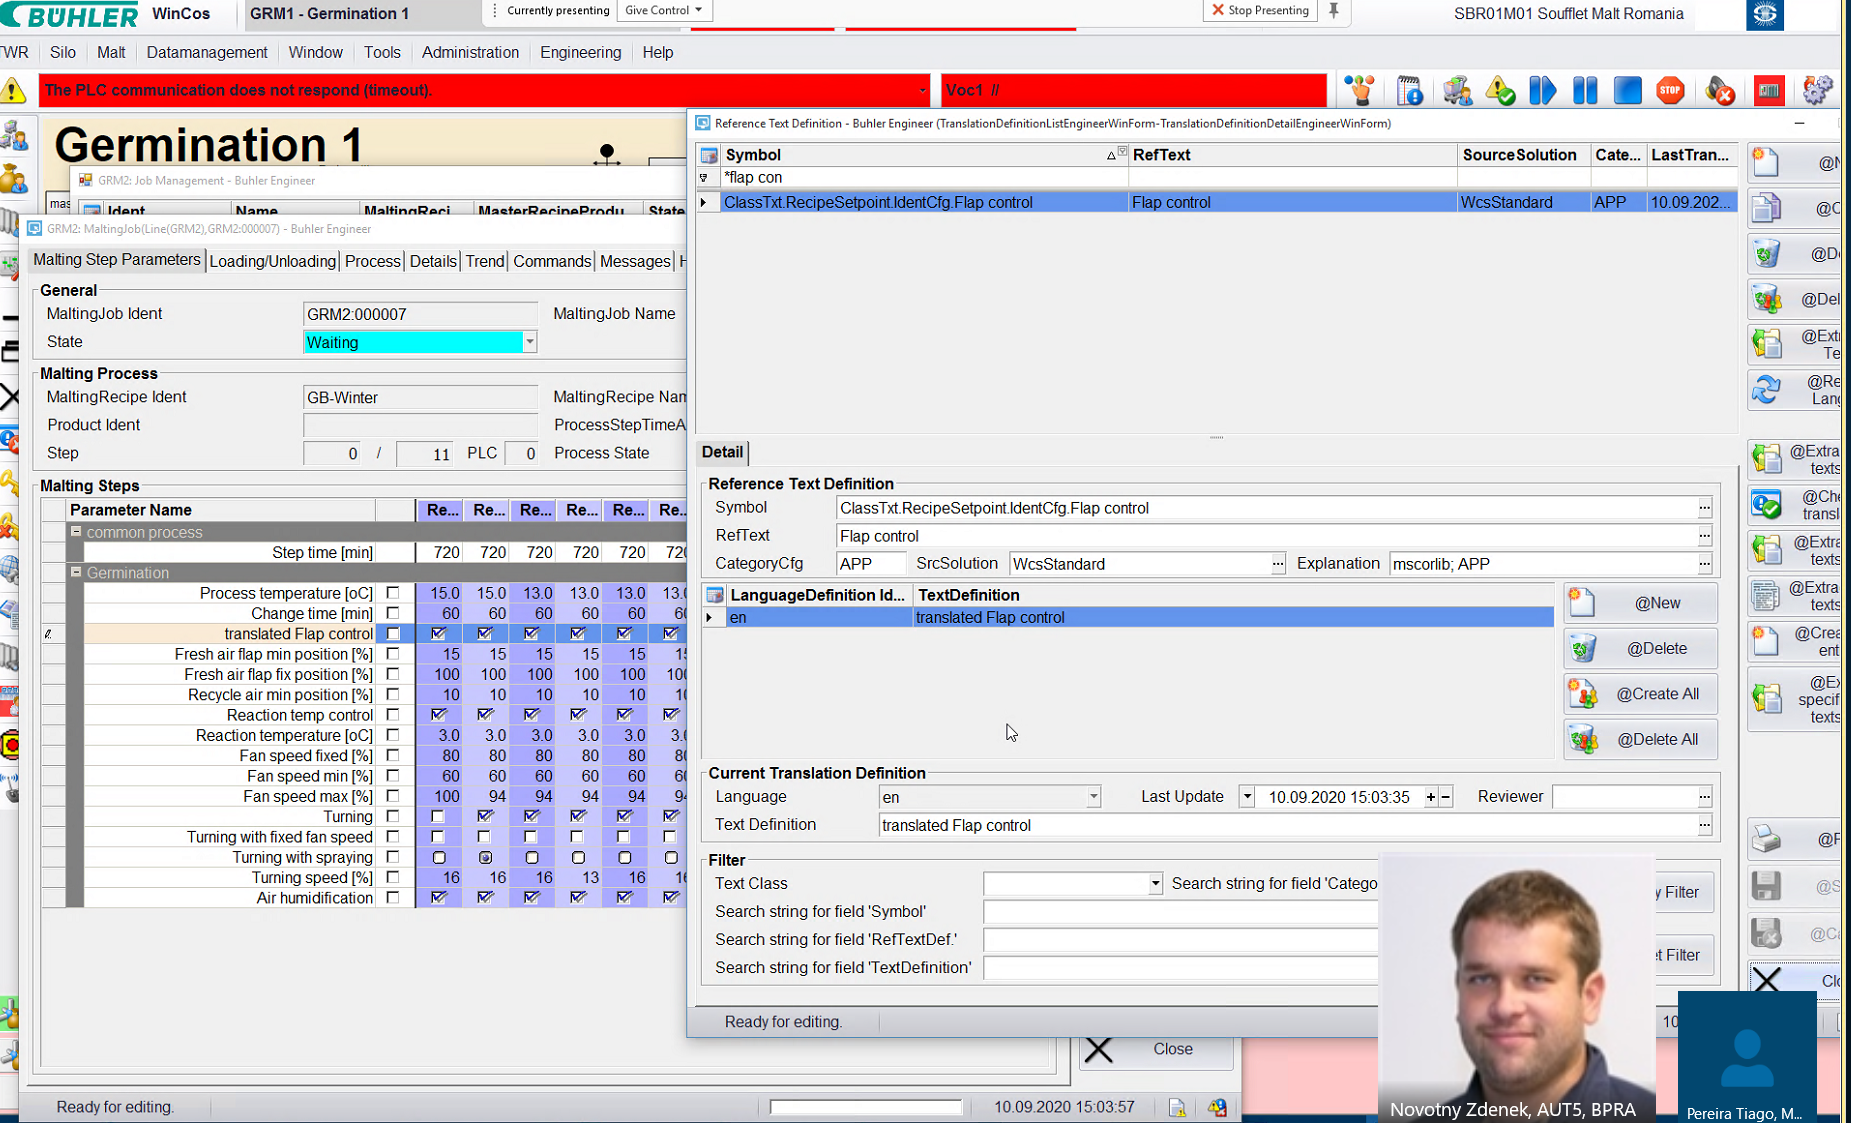 BÜHLER WinCos GRM1 - Germination 1 Currently presenting Give Control Stop Presenting SBR01M01 Soufflet Malt Romania
TWR Silo Malt Datamanagement Window Tools Administration Engineering Help
The PLC communication does not respond (timeout). Voc1 // STOP
Germination 1
GRM2: Job Management - Buhler Engineer
mas
Ident Name MaltingReci MasterRecipeProdu State
GRM2: MaltingJob(Line(GRM2),GRM2:000007) - Buhler Engineer
Malting Step Parameters Loading/Unloading Process Details Trend Commands Messages H
General
MaltingJob Ident GRM2:000007 MaltingJob Name
State Waiting
Malting Process
MaltingRecipe Ident GB-Winter MaltingRecipe Nam
Product Ident ProcessStepTimeA
Step 0 / 11 PLC 0 Process State
Malting Steps
Parameter Name Re... Re... Re... Re... Re... Re...
common process
Step time [min] 720 720 720 720 720 720
Germination
Process temperature [oC] 15.0 15.0 13.0 13.0 13.0 13.0
Change time [min] 60 60 60 60 60 60
translated Flap control
Fresh air flap min position [%] 15 15 15 15 15 15
Fresh air flap fix position [%] 100 100 100 100 100 100
Recycle air min position [%] 10 10 10 10 10 10
Reaction temp control
Reaction temperature [oC] 3.0 3.0 3.0 3.0 3.0 3.0
Fan speed fixed [%] 80 80 80 80 80 80
Fan speed min [%] 60 60 60 60 60 60
Fan speed max [%] 100 94 94 94 94 94
Turning
Turning with fixed fan speed
Turning with spraying
Turning speed [%] 16 16 16 13 16 16
Air humidification
Close
Ready for editing. 10.09.2020 15:03:57
Reference Text Definition - Buhler Engineer (TranslationDefinitionListEngineerWinForm-TranslationDefinitionDetailEngineerWinForm)
Symbol RefText SourceSolution Cate... LastTran...
*flap con
ClassTxt.RecipeSetpoint.IdentCfg.Flap control Flap control WcsStandard APP 10.09.202...
Detail
Reference Text Definition
Symbol ClassTxt.RecipeSetpoint.IdentCfg.Flap control ...
RefText Flap control ...
CategoryCfg APP SrcSolution WcsStandard ... Explanation mscorlib; APP ...
LanguageDefinition Id... TextDefinition
en translated Flap control
@New
@Delete
@Create All
@Delete All
Current Translation Definition
Language en Last Update 10.09.2020 15:03:35 + − Reviewer ...
Text Definition translated Flap control ...
Filter
Text Class Search string for field 'Catego
Search string for field 'Symbol'
Search string for field 'RefTextDef.'
Search string for field 'TextDefinition'
y Filter
t Filter
Ready for editing. 10
@N
@C
@De
@Del
@Extr
Te
@Re
Lang
@Extra
texts
@Che
transl
@Extra
texts
@Extra
texts
@Crea
ent
@Ex
specif
texts
@P
@S
@Ca
Clo
Novotny Zdenek, AUT5, BPRA
Pereira Tiago, M...